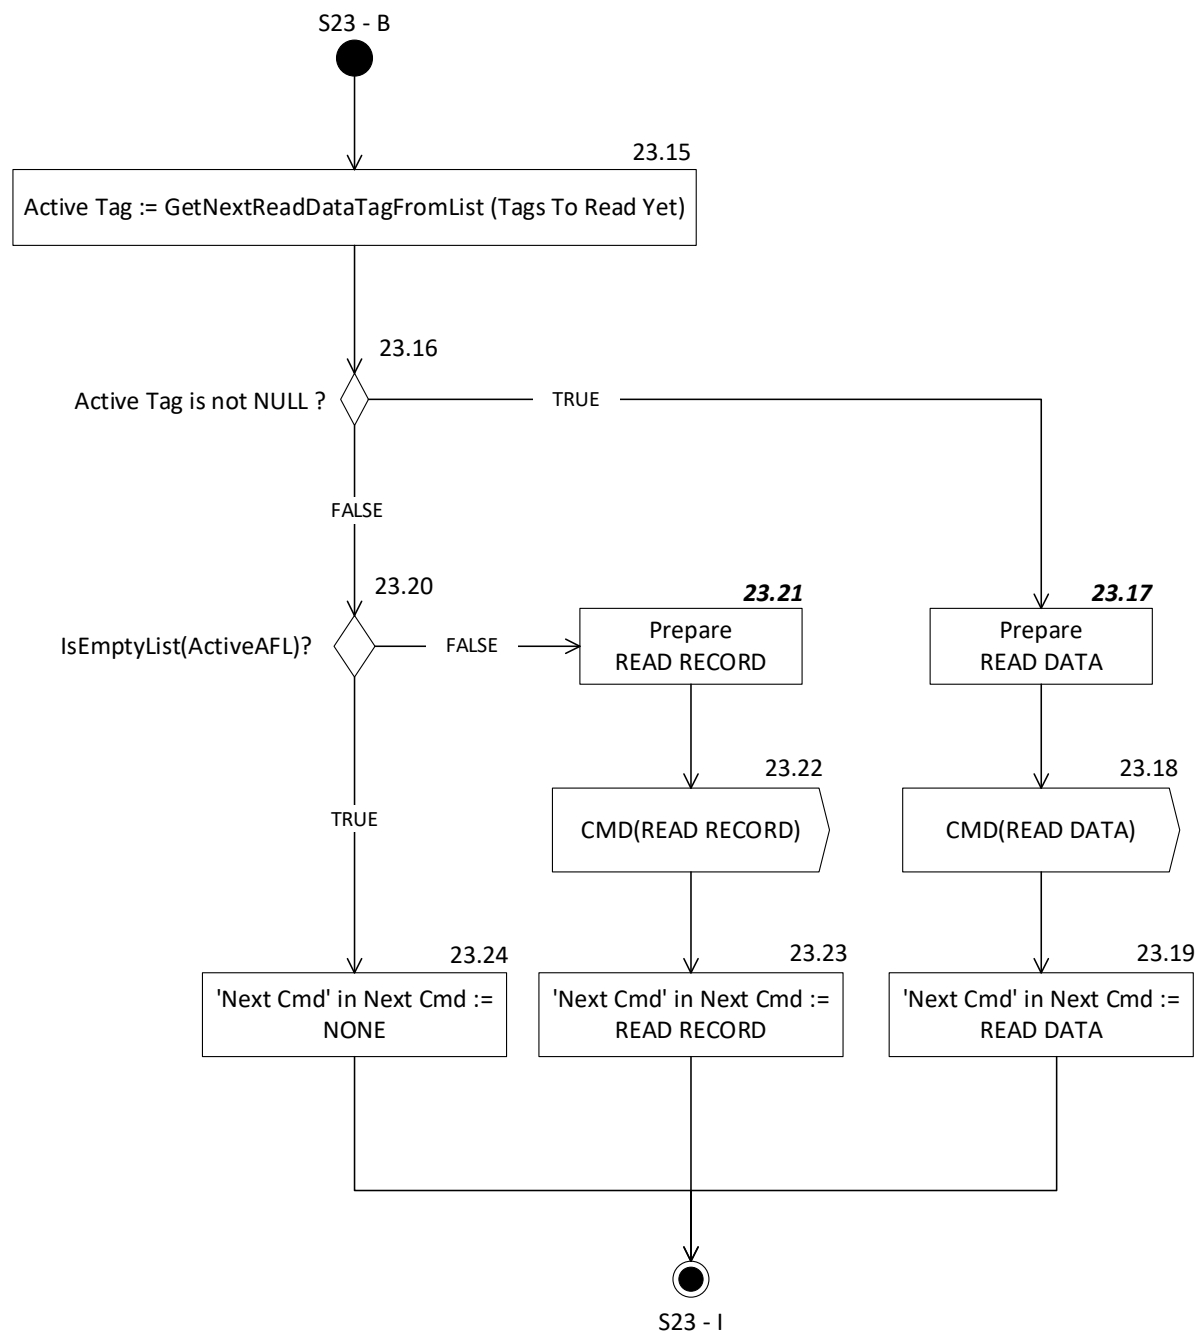 S23 - B
23.15
Active Tag := GetNextReadDataTagFromList (Tags To Read Yet)
23.16
Active Tag is not NULL ?
TRUE
FALSE
23.20
IsEmptyList(ActiveAFL)?
FALSE
23.21
Prepare
READ RECORD
23.17
Prepare
READ DATA
23.22
CMD(READ RECORD)
23.18
CMD(READ DATA)
TRUE
23.24
'Next Cmd' in Next Cmd :=
NONE
23.23
'Next Cmd' in Next Cmd :=
READ RECORD
23.19
'Next Cmd' in Next Cmd :=
READ DATA
S23 - I